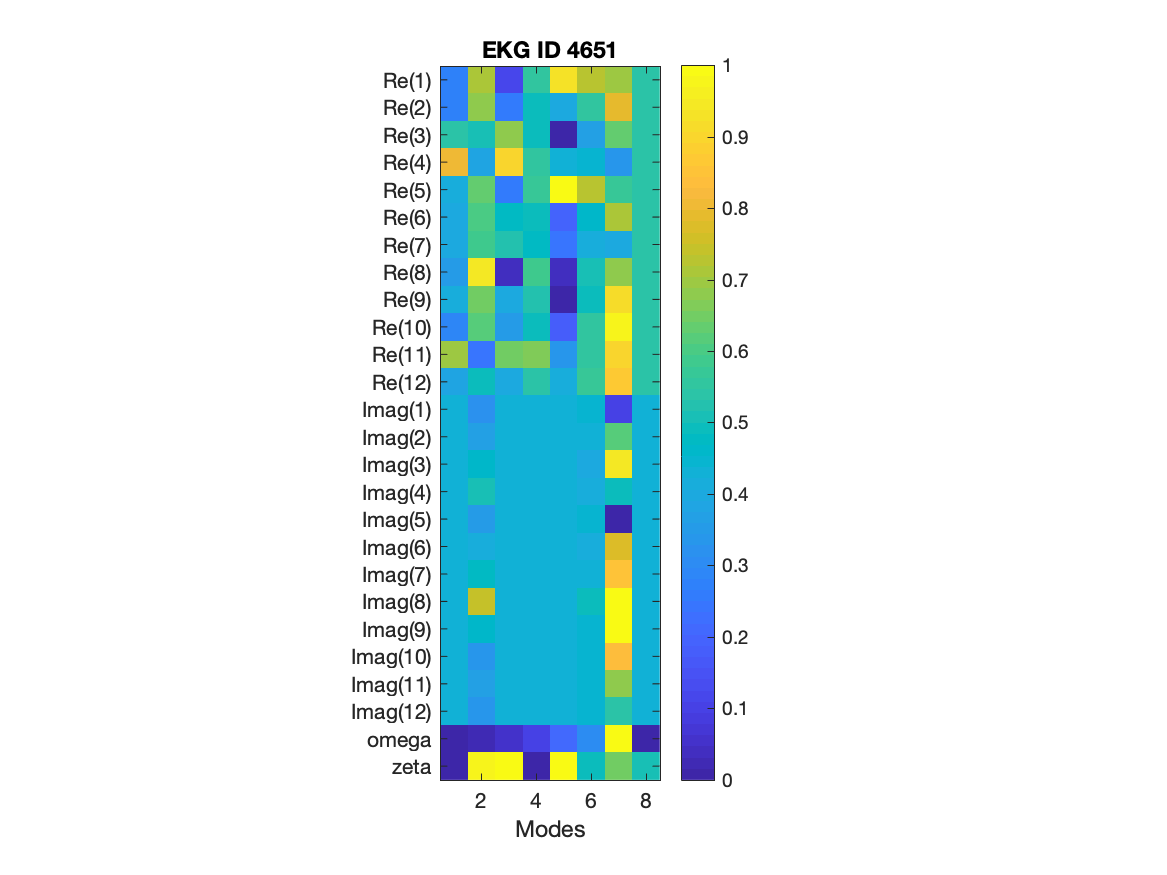 EKG ID 4651
Re(1)
Re(2)
Re(3)
Re(4)
Re(5)
Re(6)
Re(7)
Re(8)
Re(9)
Re(10)
Re(11)
Re(12)
Imag(1)
Imag(2)
Imag(3)
Imag(4)
Imag(5)
Imag(6)
Imag(7)
Imag(8)
Imag(9)
Imag(10)
Imag(11)
Imag(12)
omega
zeta
2 4 6 8
Modes
1
0.9
0.8
0.7
0.6
0.5
0.4
0.3
0.2
0.1
0